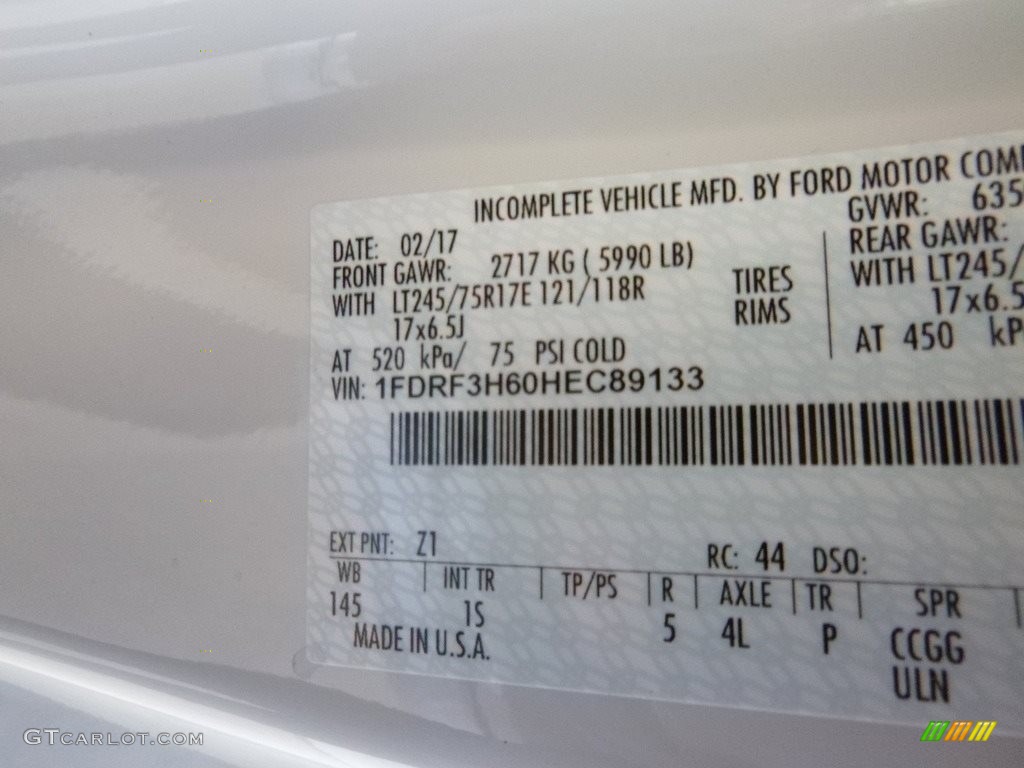 INCOMPLETE VEHICLE MFD. BY FORD MOTOR COM
DATE: 02/17
GVWR: 635
FRONT GAWR: 2717 KG ( 5990 LB)
REAR GAWR:
WITH LT245/75R17E 121/118R
TIRES
WITH LT245/
17x6.5J
RIMS
17x6.5
AT 520 kPa/ 75 PSI COLD
AT 450 kP
VIN: 1FDRF3H60HEC89133
EXT PNT: Z1
RC: 44 DSO:
WB INT TR TP/PS R AXLE TR SPR
145 1S 5 4L P CCGG
MADE IN U.S.A. ULN
GTCARLOT.COM